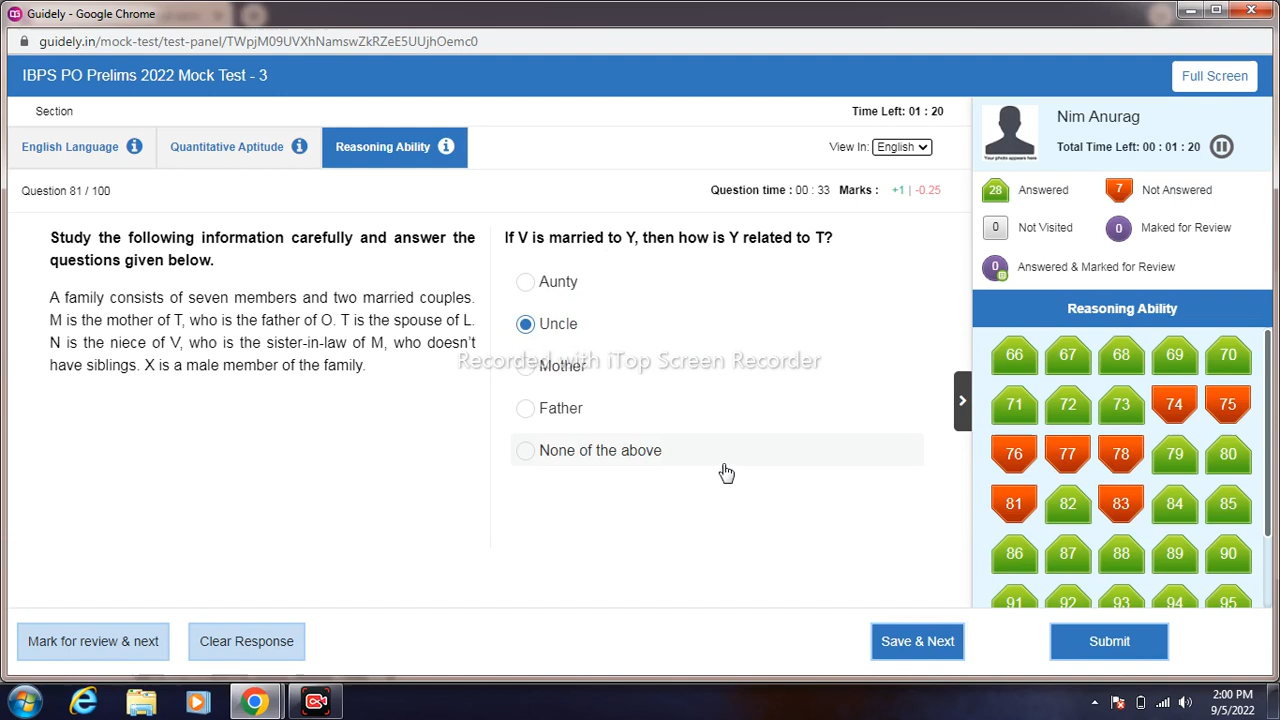 Guidely - Google Chrome
guidely.in/mock-test/test-panel/TWpjM09UVXhNamswZkRZeE5UUjhOemc0
IBPS PO Prelims 2022 Mock Test - 3
Full Screen
Section
Time Left: 01 : 20
English Language
Quantitative Aptitude
Reasoning Ability
View In: English
Question 81 / 100
Question time : 00 : 33 Marks : +1 | -0.25
Study the following information carefully and answer the
questions given below.
A family consists of seven members and two married couples.
M is the mother of T, who is the father of O. T is the spouse of L.
N is the niece of V, who is the sister-in-law of M, who doesn't
have siblings. X is a male member of the family.
If V is married to Y, then how is Y related to T?
Aunty
Uncle
Mother
Father
None of the above
Recorded with iTop Screen Recorder
Nim Anurag
Your photo appears here
Total Time Left: 00 : 01 : 20
28 Answered
7 Not Answered
0 Not Visited
0 Maked for Review
0 Answered & Marked for Review
Reasoning Ability
66 67 68 69 70
71 72 73 74 75
76 77 78 79 80
81 82 83 84 85
86 87 88 89 90
91 92 93 94 95
Mark for review & next
Clear Response
Save & Next
Submit
2:00 PM
9/5/2022